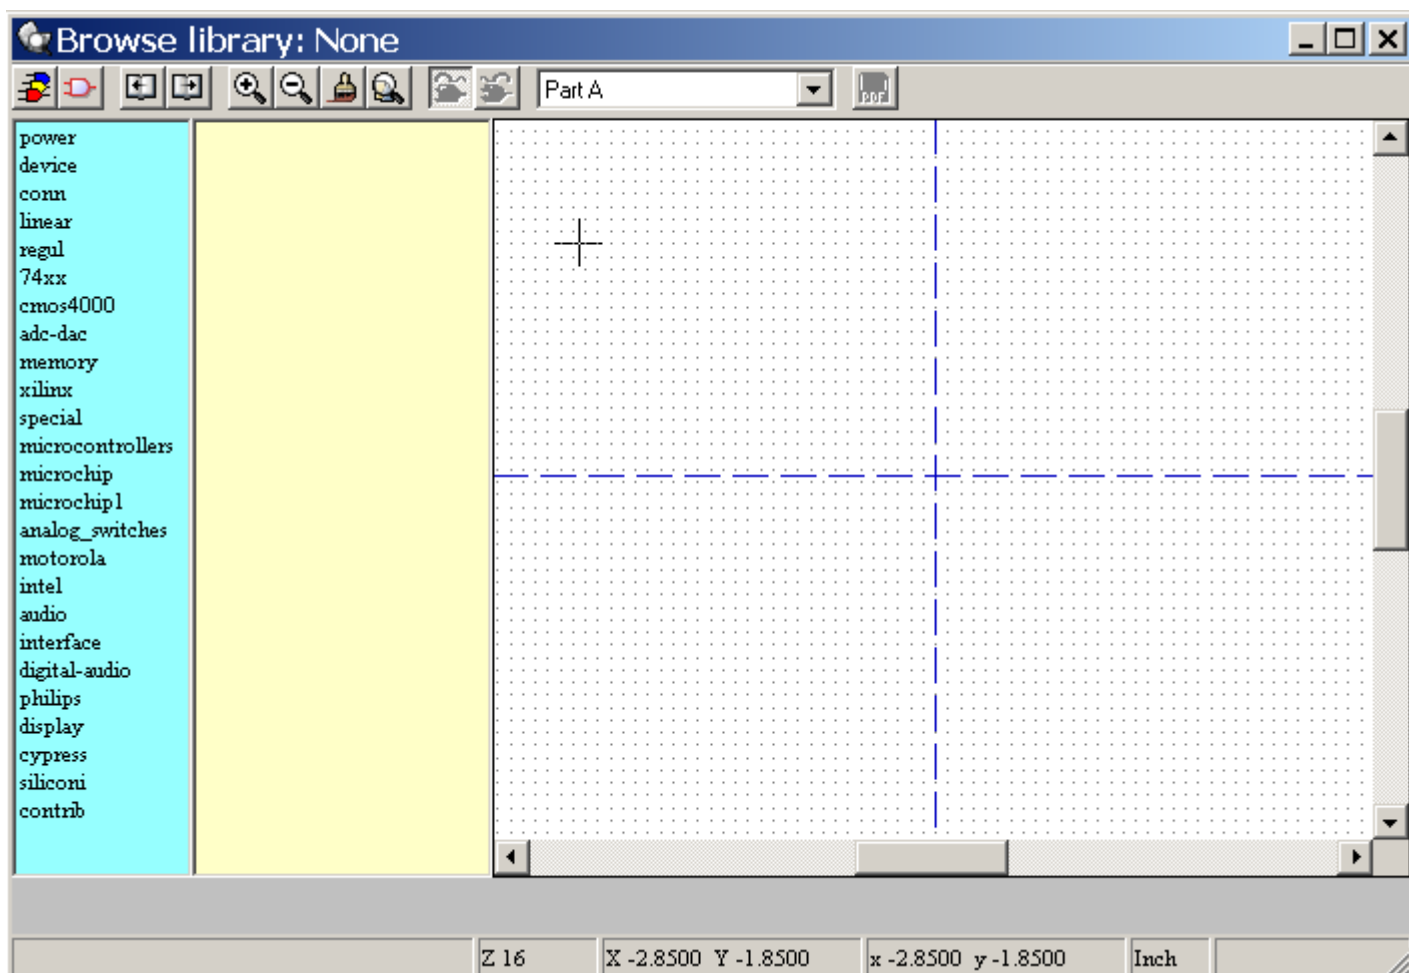 Browse library: None
Part A
PDF
power
device
conn
linear
regul
74xx
cmos4000
adc-dac
memory
xilinx
special
microcontrollers
microchip
microchip1
analog_switches
motorola
intel
audio
interface
digital-audio
philips
display
cypress
siliconi
contrib
Z 16 X -2.8500 Y -1.8500 x -2.8500 y -1.8500 Inch